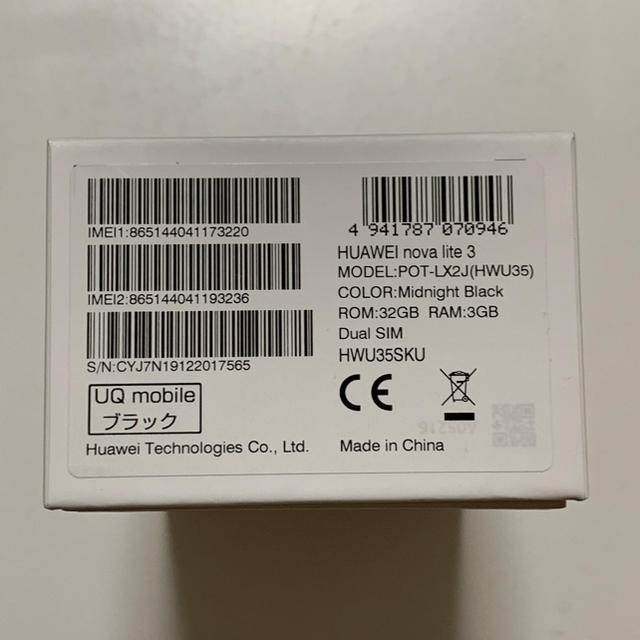 IMEI1:865144041173220
IMEI2:865144041193236
S/N:CYJ7N19122017565
UQ mobile
ブラック
Huawei Technologies Co., Ltd.
4 941787 070946
HUAWEI nova lite 3
MODEL:POT-LX2J(HWU35)
COLOR:Midnight Black
ROM:32GB RAM:3GB
Dual SIM
HWU35SKU
CE
Made in China